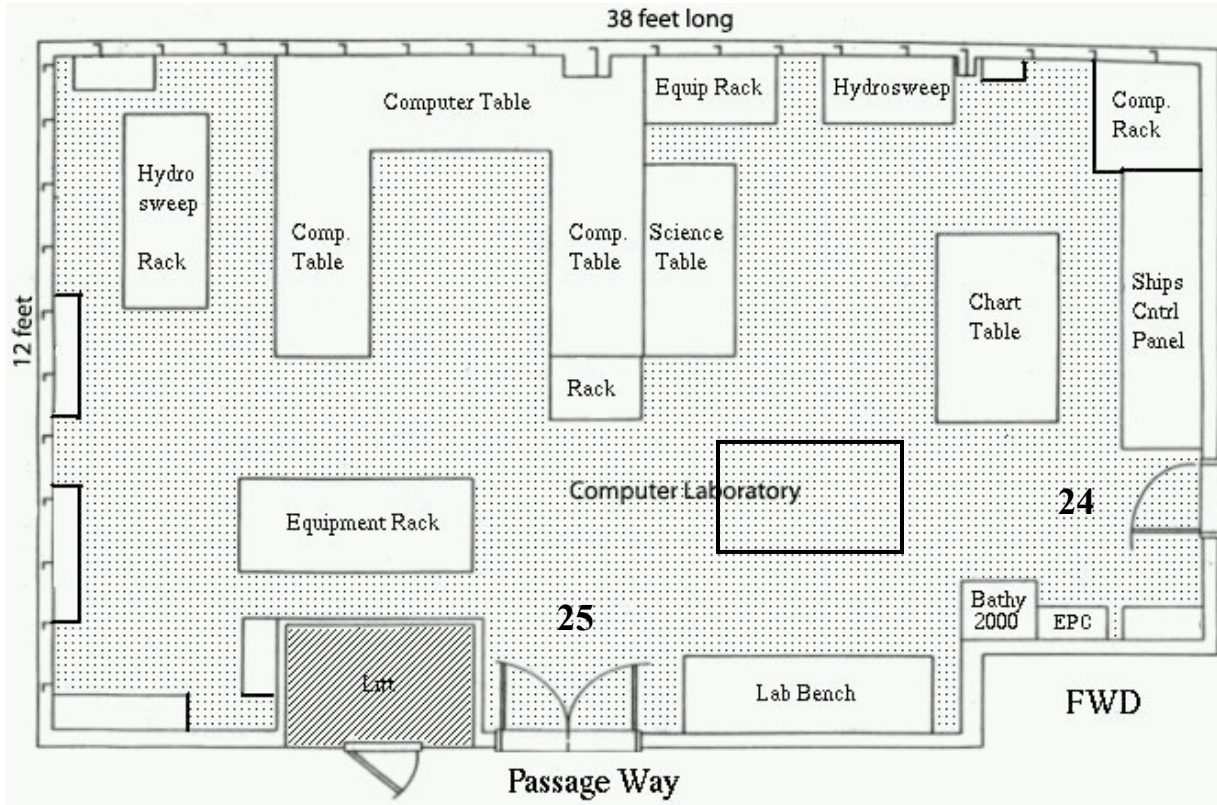 38 feet long
Computer Table
Equip Rack
Hydrosweep
Comp.
Rack
Hydro
sweep
Rack
Comp.
Table
Comp.
Table
Science
Table
Chart
Table
Ships
Cntrl
Panel
12 feet
Rack
Computer Laboratory
24
Equipment Rack
25
Bathy
2000
EPC
Lift
Lab Bench
FWD
Passage Way